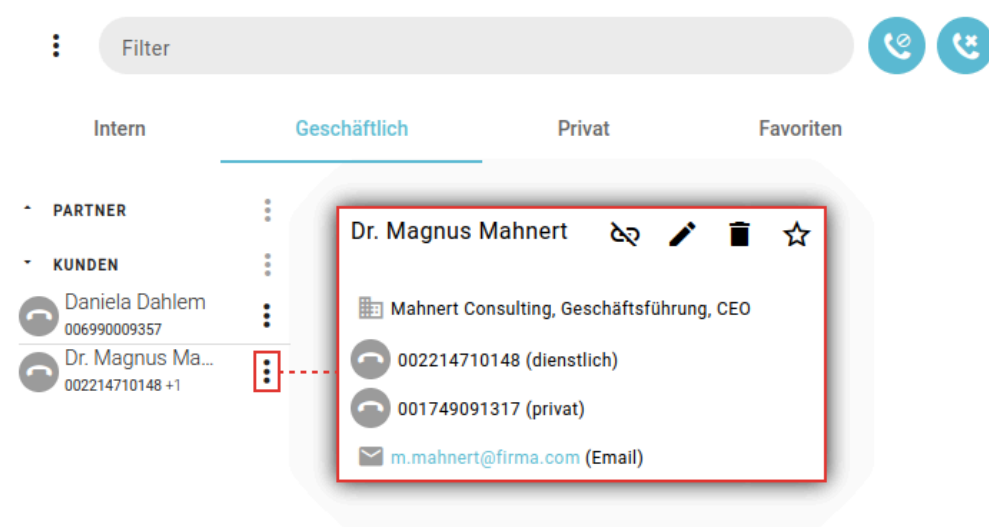 Filter
Intern
Geschäftlich
Privat
Favoriten
PARTNER
KUNDEN
Daniela Dahlem
006990009357
Dr. Magnus Ma...
002214710148 +1
Dr. Magnus Mahnert
Mahnert Consulting, Geschäftsführung, CEO
002214710148 (dienstlich)
001749091317 (privat)
m.mahnert@firma.com (Email)